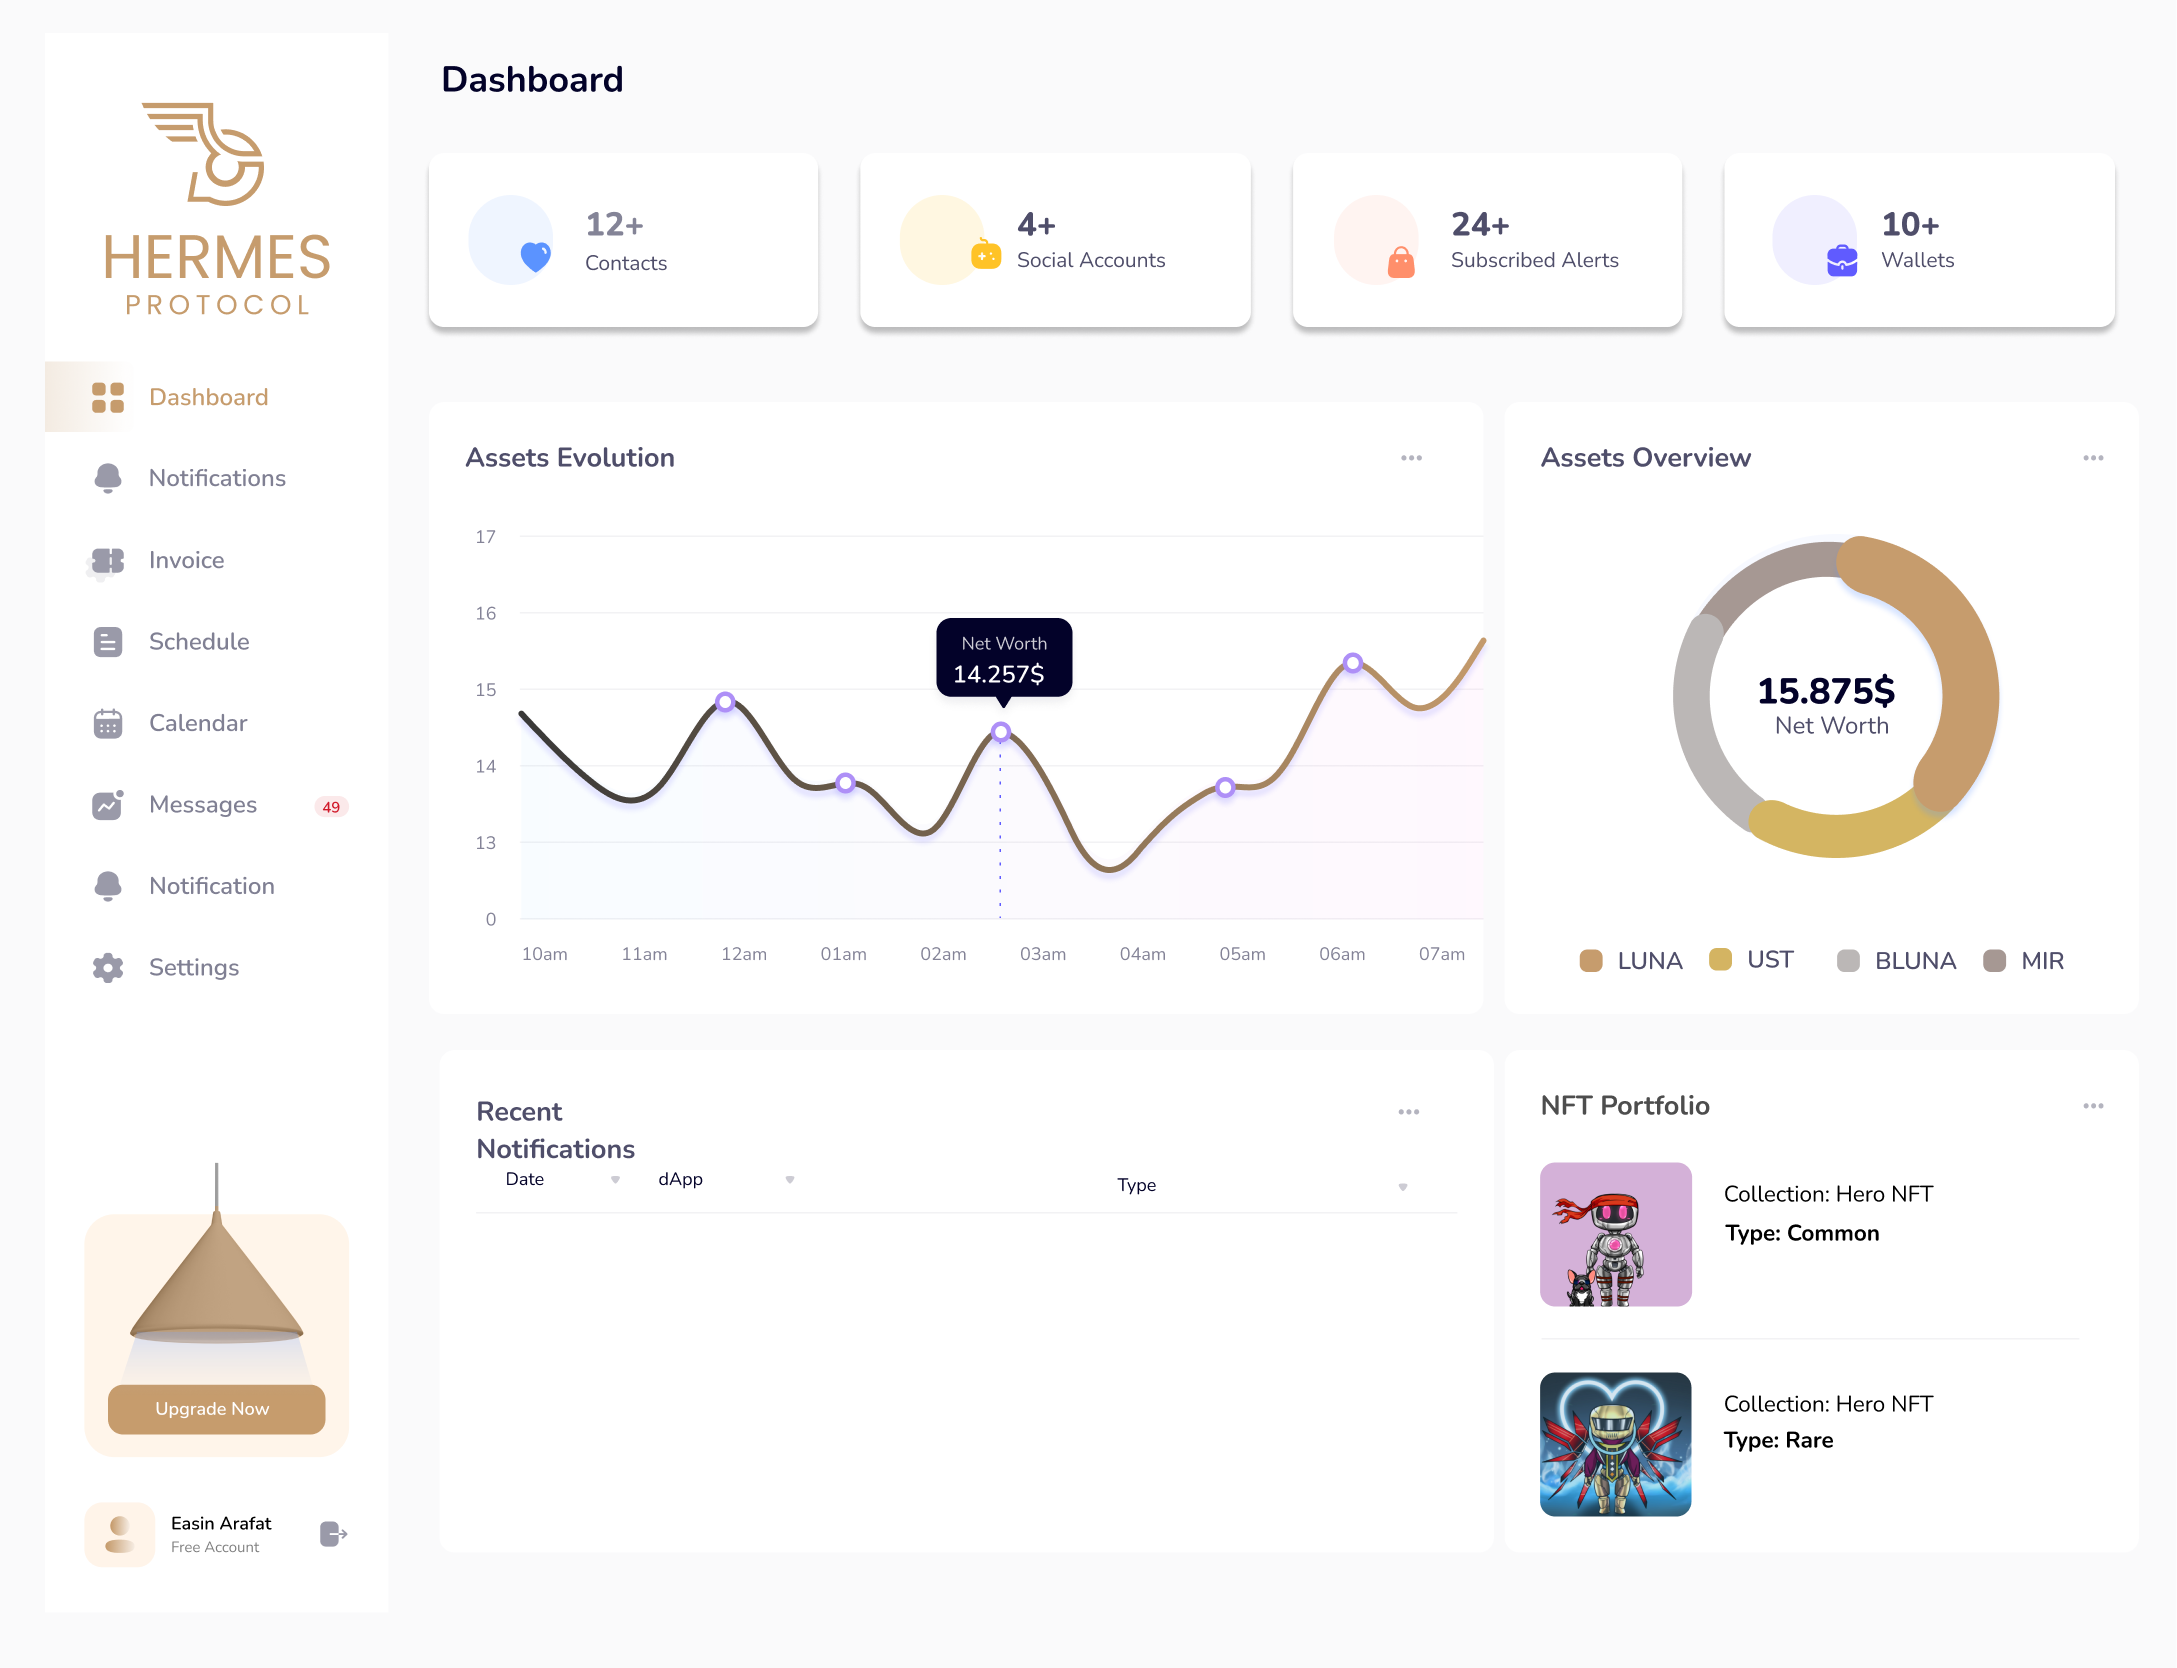 HERMES
PROTOCOL
Dashboard
Notifications
Invoice
Schedule
Calendar
Messages 49
Notification
Settings
Upgrade Now
Easin Arafat
Free Account
Dashboard
12+
Contacts
4+
Social Accounts
24+
Subscribed Alerts
10+
Wallets
Assets Evolution
17
16
15
14
13
0
Net Worth
14.257$
10am 11am 12am 01am 02am 03am 04am 05am 06am 07am
Assets Overview
15.875$
Net Worth
LUNA UST BLUNA MIR
Recent
Notifications
Date dApp Type
NFT Portfolio
Collection: Hero NFT
Type: Common
Collection: Hero NFT
Type: Rare